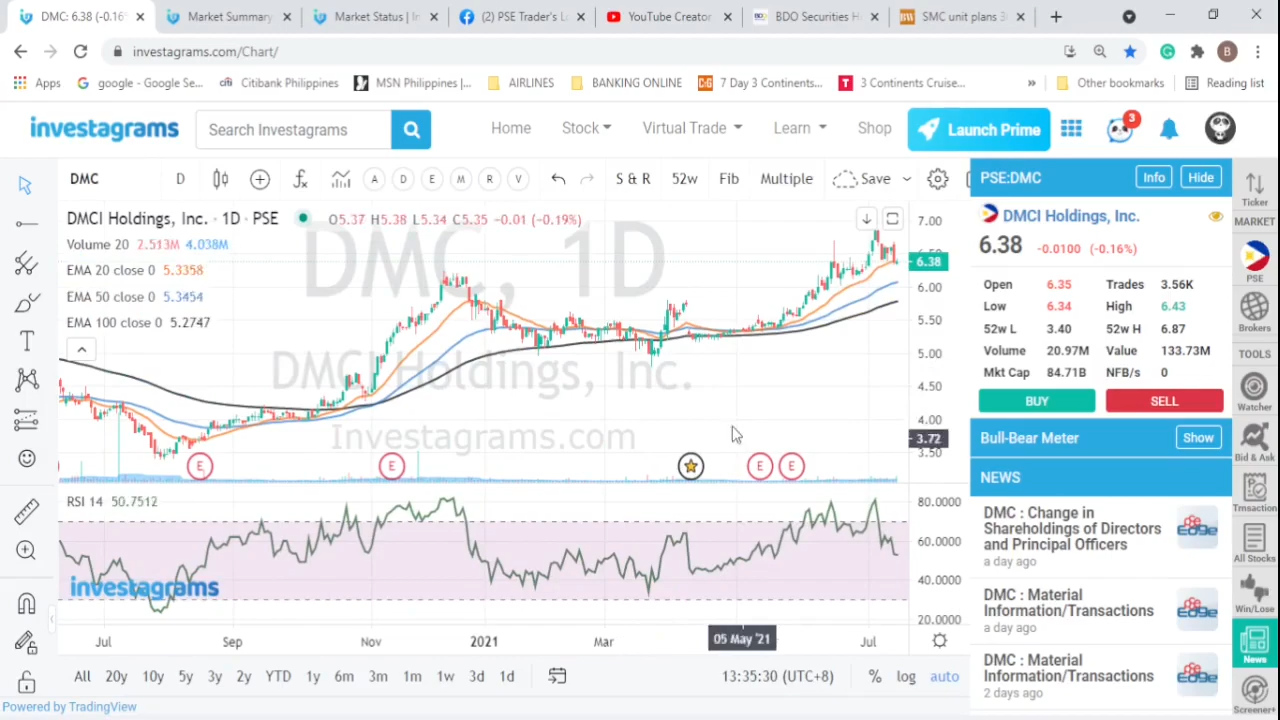 DMC: 6.38 (-0.16
Market Summary
Market Status | In
(2) PSE Trader's L
YouTube Creator
BDO Securities H
SMC unit plans 3
investagrams.com/Chart/
Apps
google - Google Se...
Citibank Philippines
MSN Philippines |...
AIRLINES
BANKING ONLINE
7 Day 3 Continents...
3 Continents Cruise...
»
Other bookmarks
Reading list
investagrams
Search Investagrams
Home
Stock
Virtual Trade
Learn
Shop
Launch Prime
3
DMC
D
A
D
E
M
R
V
S & R
52w
Fib
Multiple
Save
DMCI Holdings, Inc. · 1D · PSE
O5.37 H5.38 L5.34 C5.35 -0.01 (-0.19%)
Volume 20 2.513M 4.038M
EMA 20 close 0 5.3358
EMA 50 close 0 5.3454
EMA 100 close 0 5.2747
DMC, 1D
DMCI Holdings, Inc.
Investagrams.com
7.00
6.38
6.00
5.50
5.00
4.50
4.00
3.72
3.50
E
E
E
E
RSI 14 50.7512
80.0000
60.0000
40.0000
20.0000
investagrams
Jul
Sep
Nov
2021
Mar
05 May '21
Jul
All
20y
10y
5y
3y
2y
YTD
1y
6m
3m
1m
1w
3d
1d
13:35:30 (UTC+8)
%
log
auto
Powered by TradingView
PSE:DMC
Info
Hide
DMCI Holdings, Inc.
6.38 -0.0100 (-0.16%)
Open 6.35 Trades 3.56K
Low 6.34 High 6.43
52w L 3.40 52w H 6.87
Volume 20.97M Value 133.73M
Mkt Cap 84.71B NFB/s 0
BUY
SELL
Bull-Bear Meter
Show
NEWS
DMC : Change in
Shareholdings of Directors
and Principal Officers
a day ago
DMC : Material
Information/Transactions
a day ago
DMC : Material
Information/Transactions
2 days ago
Edge
Edge
Edge
Ticker
MARKET
PSE
Brokers
TOOLS
Watcher
Bid & Ask
Trnsaction
All Stocks
Win/Lose
News
Screener+